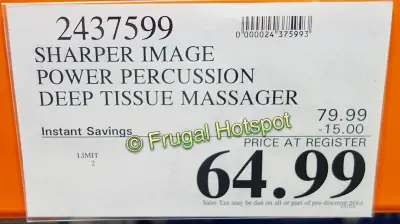 2437599
0 000024 375993
SHARPER IMAGE
POWER PERCUSSION
DEEP TISSUE MASSAGER
79.99
Instant Savings
-15.00
© Frugal Hotspot
PRICE AT REGISTER
LIMIT
2
64.99
Sales Tax may be due on all or part of pre-discount price